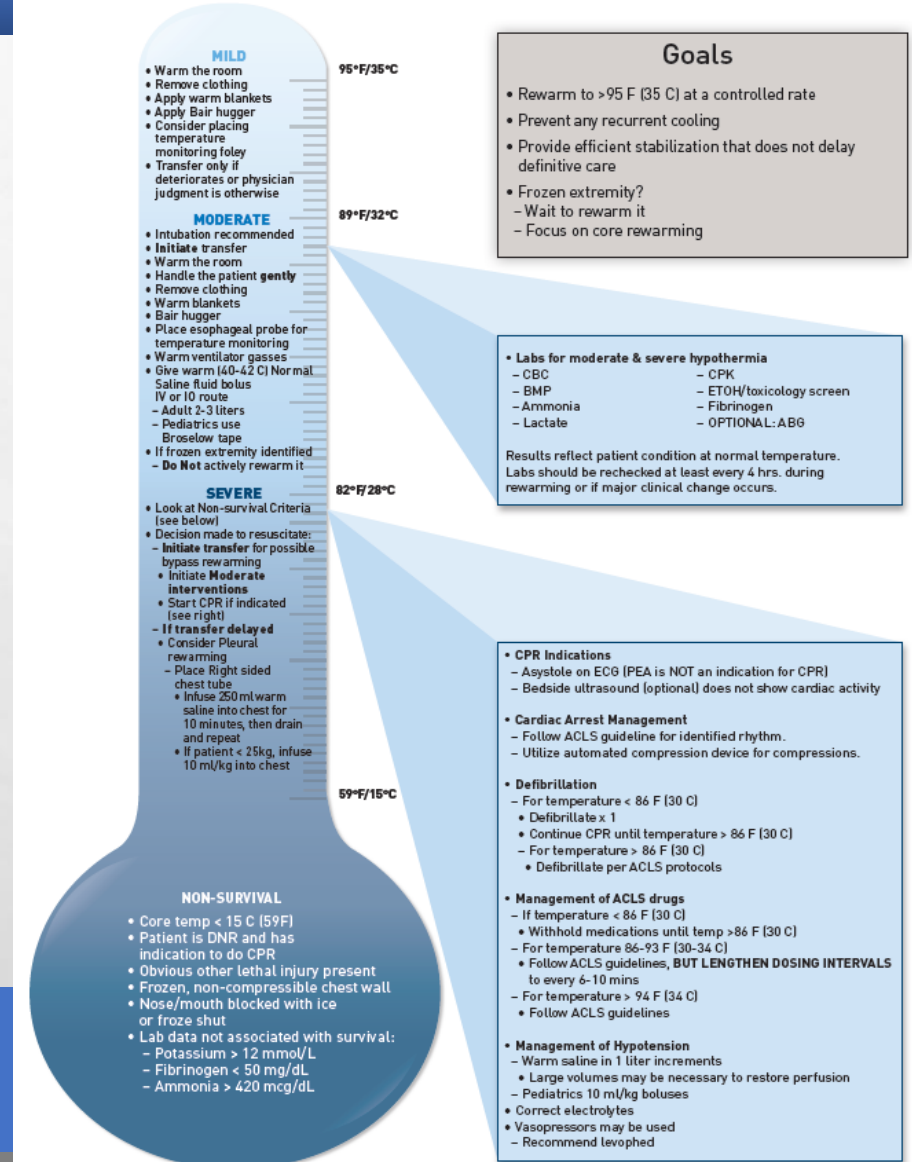 MILD
• Warm the room
• Remove clothing
• Apply warm blankets
• Apply Bair hugger
• Consider placing
temperature
monitoring foley
• Transfer only if
deteriorates or physician
judgment is otherwise
95°F/35°C
MODERATE
• Intubation recommended
• Initiate transfer
• Warm the room
• Handle the patient gently
• Remove clothing
• Warm blankets
• Bair hugger
• Place esophageal probe for
temperature monitoring
• Warm ventilator gasses
• Give warm (40-42 C) Normal
Saline fluid bolus
IV or IO route
– Adult 2-3 liters
– Pediatrics use
Broselow tape
• If frozen extremity identified
– Do Not actively rewarm it
89°F/32°C
SEVERE
• Look at Non-survival Criteria
(see below)
• Decision made to resuscitate:
– Initiate transfer for possible
bypass rewarming
• Initiate Moderate
interventions
• Start CPR if indicated
(see right)
– If transfer delayed
• Consider Pleural
rewarming
– Place Right sided
chest tube
• Infuse 250 ml warm
saline into chest for
10 minutes, then drain
and repeat
• If patient < 25kg, infuse
10 ml/kg into chest
82°F/28°C
59°F/15°C
NON-SURVIVAL
• Core temp < 15 C (59F)
• Patient is DNR and has
indication to do CPR
• Obvious other lethal injury present
• Frozen, non-compressible chest wall
• Nose/mouth blocked with ice
or froze shut
• Lab data not associated with survival:
– Potassium > 12 mmol/L
– Fibrinogen < 50 mg/dL
– Ammonia > 420 mcg/dL
Goals
• Rewarm to >95 F (35 C) at a controlled rate
• Prevent any recurrent cooling
• Provide efficient stabilization that does not delay
definitive care
• Frozen extremity?
– Wait to rewarm it
– Focus on core rewarming
• Labs for moderate & severe hypothermia
– CBC
– BMP
– Ammonia
– Lactate
– CPK
– ETOH/toxicology screen
– Fibrinogen
– OPTIONAL: ABG
Results reflect patient condition at normal temperature.
Labs should be rechecked at least every 4 hrs. during
rewarming or if major clinical change occurs.
• CPR Indications
– Asystole on ECG (PEA is NOT an indication for CPR)
– Bedside ultrasound (optional) does not show cardiac activity
• Cardiac Arrest Management
– Follow ACLS guideline for identified rhythm.
– Utilize automated compression device for compressions.
• Defibrillation
– For temperature < 86 F (30 C)
• Defibrillate x 1
• Continue CPR until temperature > 86 F (30 C)
– For temperature > 86 F (30 C)
• Defibrillate per ACLS protocols
• Management of ACLS drugs
– If temperature < 86 F (30 C)
• Withhold medications until temp >86 F (30 C)
– For temperature 86-93 F (30-34 C)
• Follow ACLS guidelines, BUT LENGTHEN DOSING INTERVALS
to every 6-10 mins
– For temperature > 94 F (34 C)
• Follow ACLS guidelines
• Management of Hypotension
– Warm saline in 1 liter increments
• Large volumes may be necessary to restore perfusion
– Pediatrics 10 ml/kg boluses
• Correct electrolytes
• Vasopressors may be used
– Recommend levophed